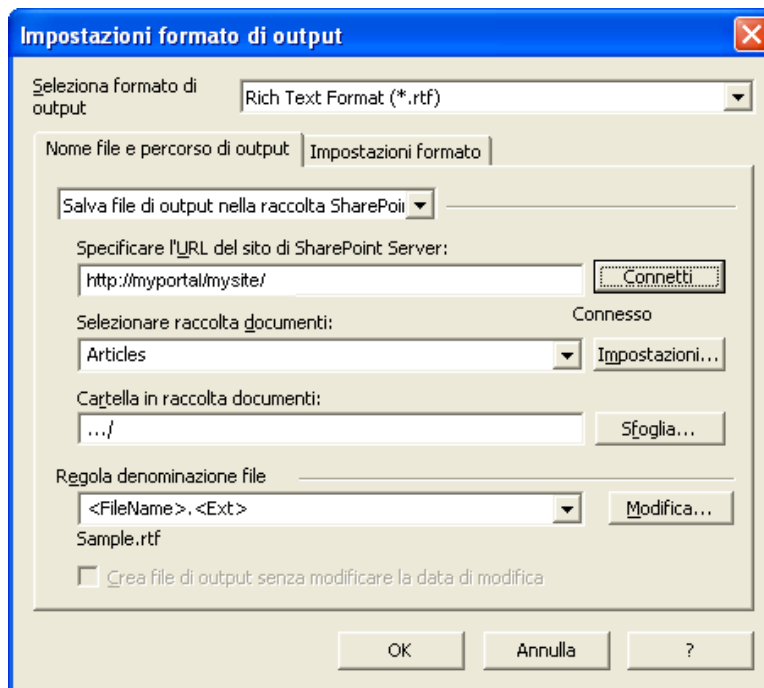 Impostazioni formato di output
Seleziona formato di
output
Rich Text Format (*.rtf)
Nome file e percorso di output
Impostazioni formato
Salva file di output nella raccolta SharePoi
Specificare l'URL del sito di SharePoint Server:
http://myportal/mysite/
Connetti
Connesso
Selezionare raccolta documenti:
Articles
Impostazioni...
Cartella in raccolta documenti:
.../
Sfoglia...
Regola denominazione file
<FileName>.<Ext>
Modifica...
Sample.rtf
Crea file di output senza modificare la data di modifica
OK
Annulla
?